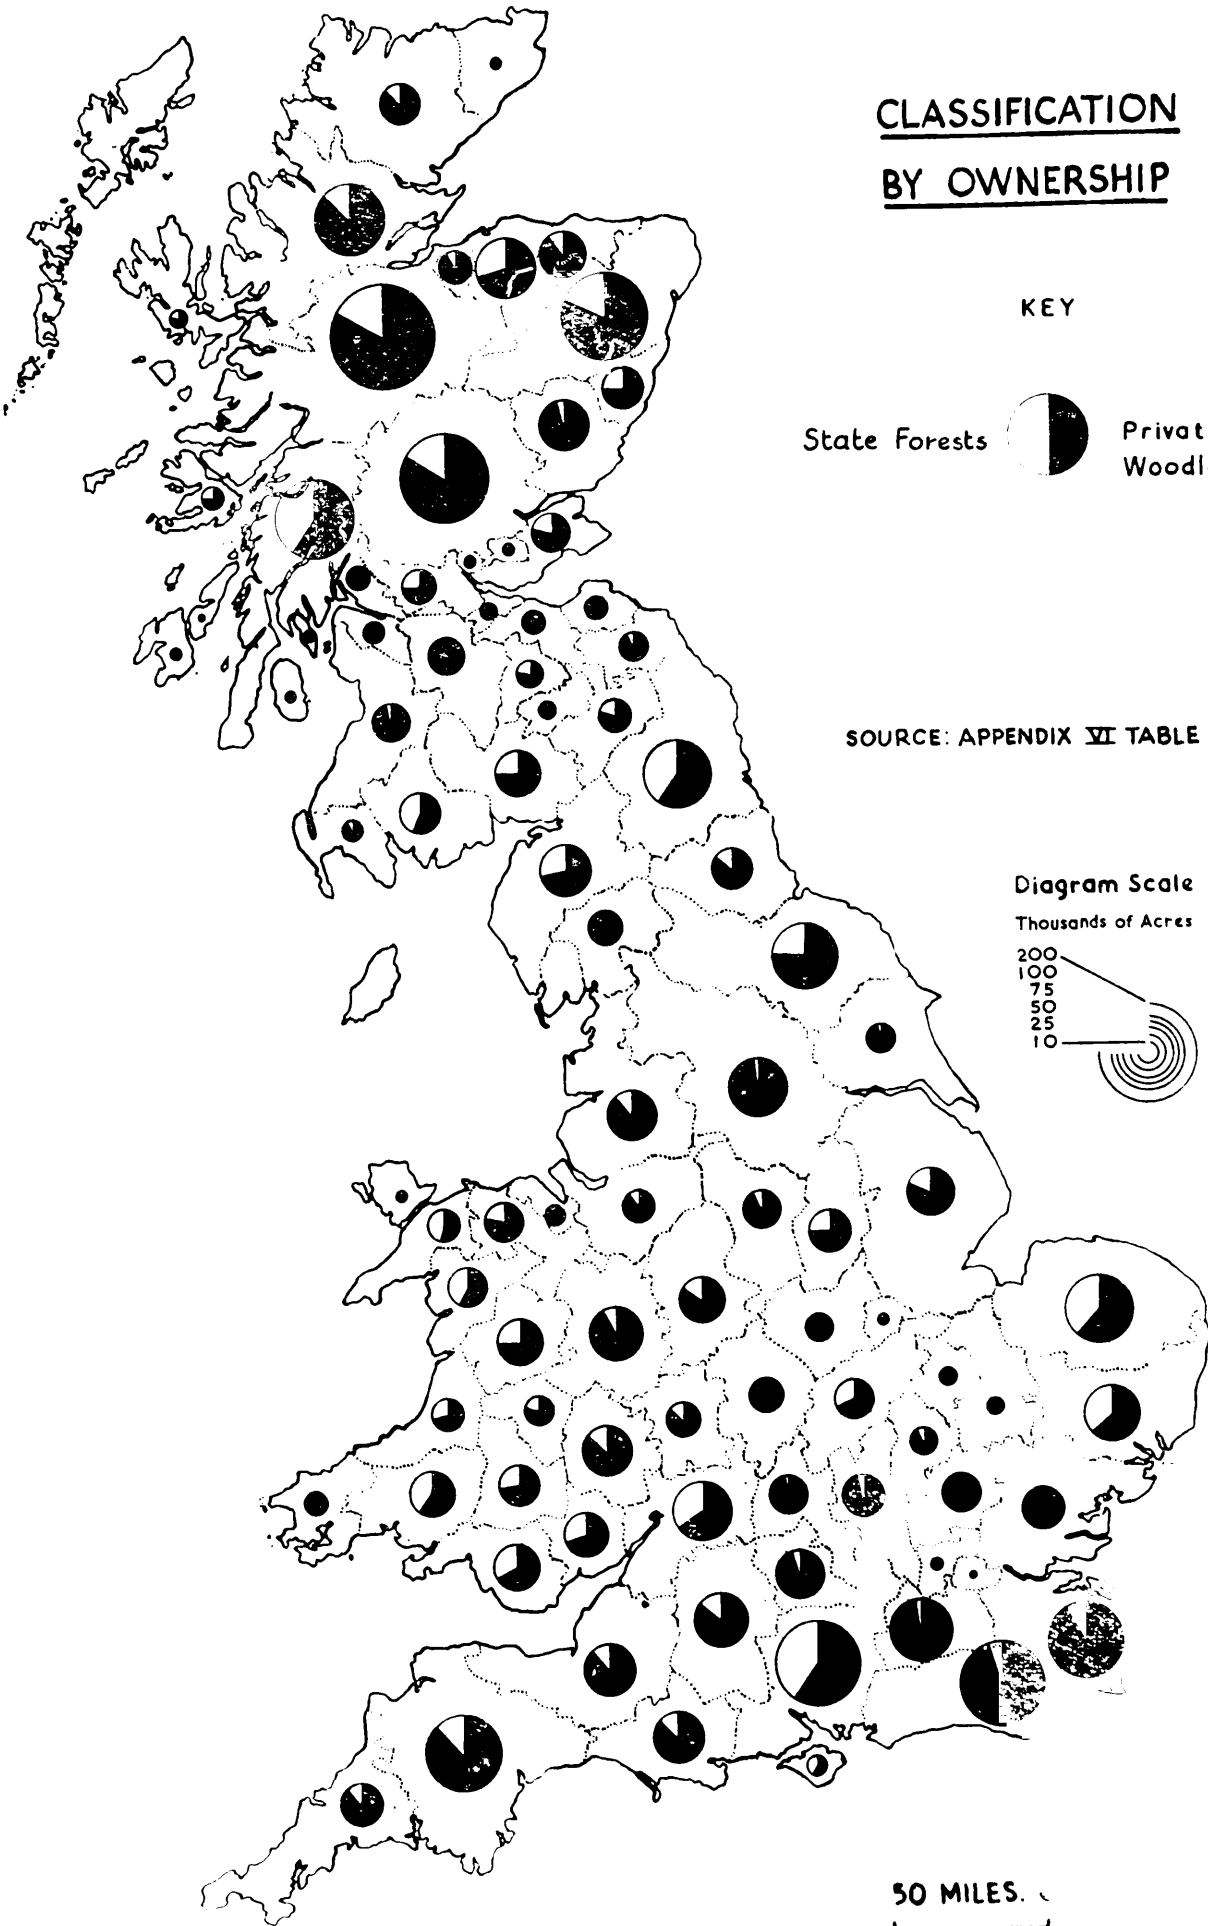 CLASSIFICATION
BY OWNERSHIP
KEY
State Forests
Privat
Woodl
SOURCE: APPENDIX VI TABLE
Diagram Scale
Thousands of Acres
200
100
75
50
25
10
50 MILES.